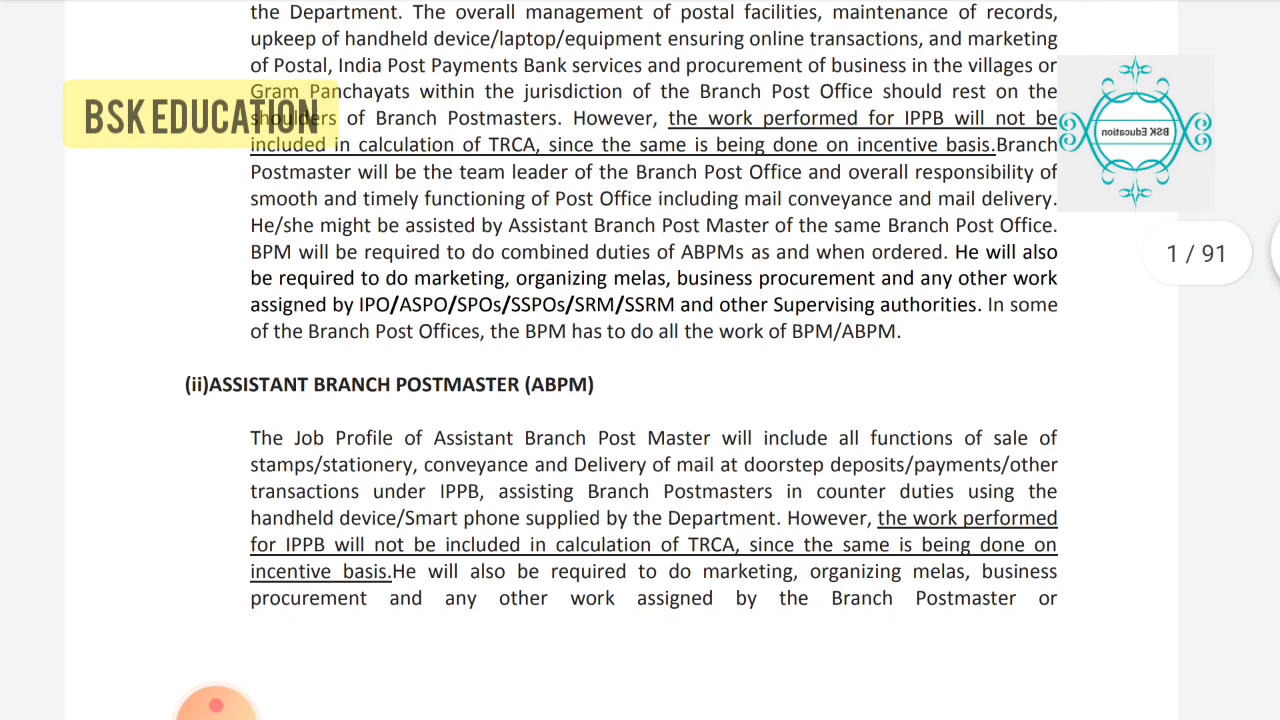 the Department. The overall management of postal facilities, maintenance of records,
upkeep of handheld device/laptop/equipment ensuring online transactions, and marketing
of Postal, India Post Payments Bank services and procurement of business in the villages or
Gram Panchayats within the jurisdiction of the Branch Post Office should rest on the
BSK EDUCATION
shoulders of Branch Postmasters. However, the work performed for IPPB will not be
included in calculation of TRCA, since the same is being done on incentive basis.Branch
BSK Education
Postmaster will be the team leader of the Branch Post Office and overall responsibility of
smooth and timely functioning of Post Office including mail conveyance and mail delivery.
He/she might be assisted by Assistant Branch Post Master of the same Branch Post Office.
BPM will be required to do combined duties of ABPMs as and when ordered. He will also
1 / 91
be required to do marketing, organizing melas, business procurement and any other work
assigned by IPO/ASPO/SPOs/SSPOs/SRM/SSRM and other Supervising authorities. In some
of the Branch Post Offices, the BPM has to do all the work of BPM/ABPM.
(ii)ASSISTANT BRANCH POSTMASTER (ABPM)
The Job Profile of Assistant Branch Post Master will include all functions of sale of
stamps/stationery, conveyance and Delivery of mail at doorstep deposits/payments/other
transactions under IPPB, assisting Branch Postmasters in counter duties using the
handheld device/Smart phone supplied by the Department. However, the work performed
for IPPB will not be included in calculation of TRCA, since the same is being done on
incentive basis.He will also be required to do marketing, organizing melas, business
procurement and any other work assigned by the Branch Postmaster or